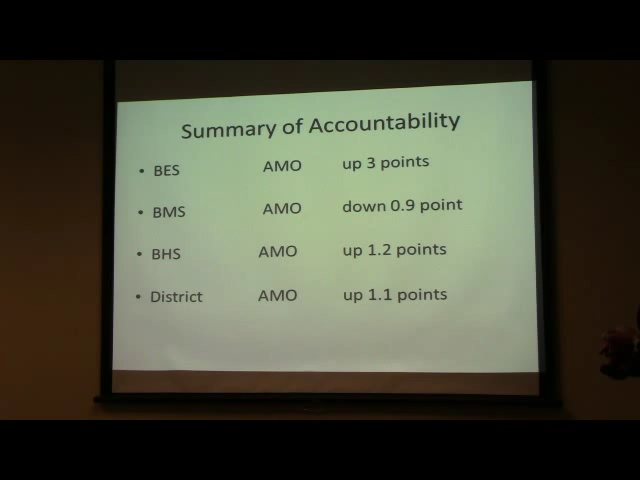 Summary of Accountability
• BES AMO up 3 points
• BMS AMO down 0.9 point
• BHS AMO up 1.2 points
• District AMO up 1.1 points